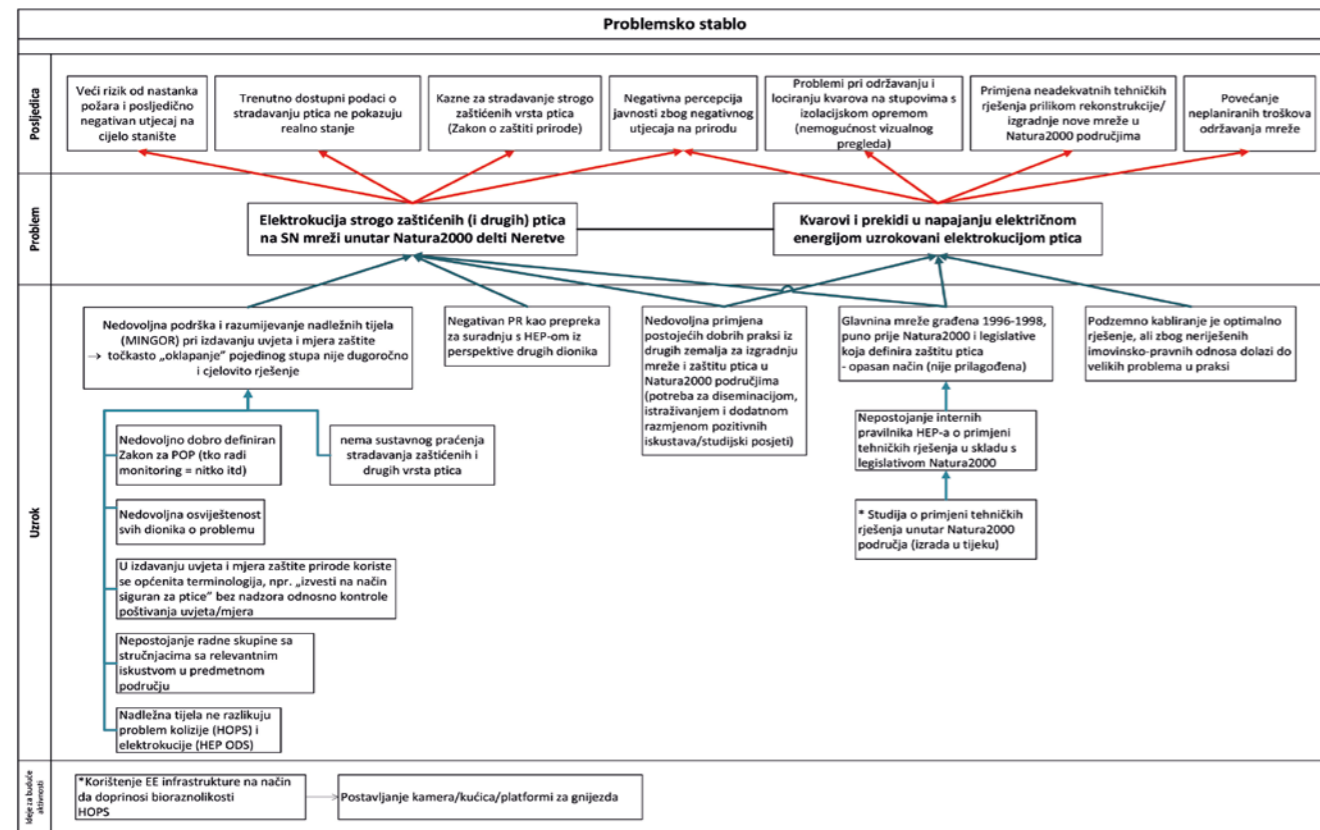 Problemsko stablo
Posljedica
Veći rizik od nastanka
požara i posljedično
negativan utjecaj na
cijelo stanište
Trenutno dostupni podaci o
stradavanju ptica ne pokazuju
realno stanje
Kazne za stradavanje strogo
zaštićenih vrsta ptica
(Zakon o zaštiti prirode)
Negativna percepcija
javnosti zbog negativnog
utjecaja na prirodu
Problemi pri održavanju i
lociranju kvarova na stupovima s
izolacijskom opremom
(nemogućnost vizualnog
pregleda)
Primjena neadekvatnih tehničkih
rješenja prilikom rekonstrukcije/
izgradnje nove mreže u
Natura2000 područjima
Povećanje
neplaniranih troškova
održavanja mreže
Problem
Elektrokucija strogo zaštićenih (i drugih) ptica
na SN mreži unutar Natura2000 delti Neretve
Kvarovi i prekidi u napajanju električnom
energijom uzrokovani elektrokucijom ptica
Uzrok
Nedovoljna podrška i razumijevanje nadležnih tijela
(MINGOR) pri izdavanju uvjeta i mjera zaštite
→ točkasto „oklapanje” pojedinog stupa nije dugoročno
i cjelovito rješenje
Negativan PR kao prepreka
za suradnju s HEP-om iz
perspektive drugih dionika
Nedovoljna primjena
postojećih dobrih praksi iz
drugih zemalja za izgradnju
mreže i zaštitu ptica u
Natura2000 područjima
(potreba za diseminacijom,
istraživanjem i dodatnom
razmjenom pozitivnih
iskustava/studijski posjeti)
Glavnina mreže građena 1996-1998,
puno prije Natura2000 i legislative
koja definira zaštitu ptica
- opasan način (nije prilagođena)
Podzemno kabliranje je optimalno
rješenje, ali zbog neriješenih
imovinsko-pravnih odnosa dolazi do
velikih problema u praksi
Nedovoljno dobro definiran
Zakon za POP (tko radi
monitoring = nitko itd)
nema sustavnog praćenja
stradavanja zaštićenih i
drugih vrsta ptica
Nepostojanje internih
pravilnika HEP-a o primjeni
tehničkih rješenja u skladu s
legislativom Natura2000
Nedovoljna osviještenost
svih dionika o problemu
* Studija o primjeni tehničkih
rješenja unutar Natura2000
područja (izrada u tijeku)
U izdavanju uvjeta i mjera zaštite prirode koriste
se općenita terminologija, npr. „izvesti na način
siguran za ptice” bez nadzora odnosno kontrole
poštivanja uvjeta/mjera
Nepostojanje radne skupine sa
stručnjacima sa relevantnim
iskustvom u predmetnom
području
Nadležna tijela ne razlikuju
problem kolizije (HOPS) i
elektrokucije (HEP ODS)
Ideje za buduće
aktivnosti
*Korištenje EE infrastrukture na način
da doprinosi bioraznolikosti
HOPS
Postavljanje kamera/kućica/platformi za gnijezda